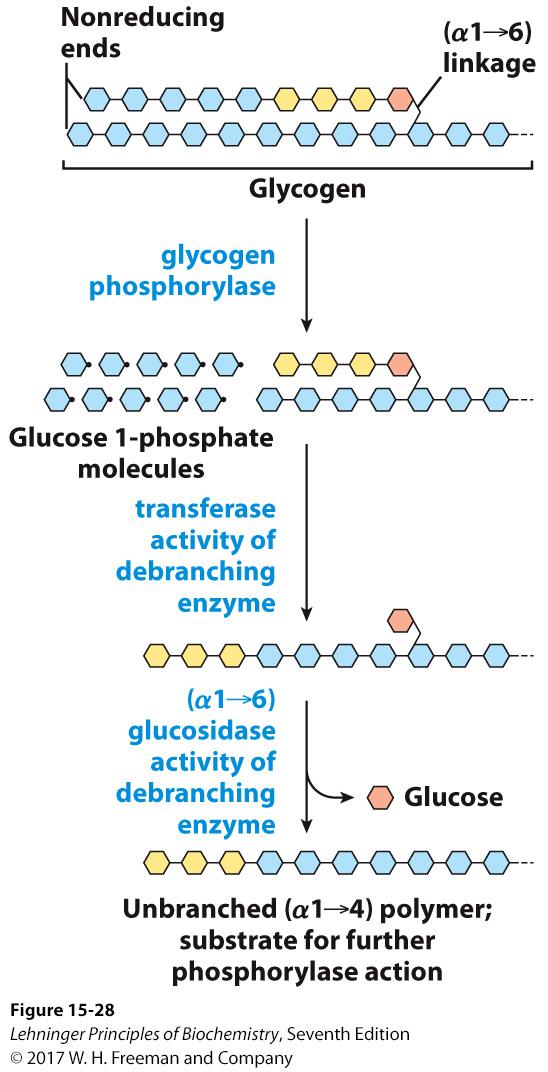 Nonreducing
ends
(α1→6)
linkage
Glycogen
glycogen
phosphorylase
Glucose 1-phosphate
molecules
transferase
activity of
debranching
enzyme
(α1→6)
glucosidase
activity of
debranching
enzyme
Glucose
Unbranched (α1→4) polymer;
substrate for further
phosphorylase action
Figure 15-28
Lehninger Principles of Biochemistry, Seventh Edition
© 2017 W. H. Freeman and Company